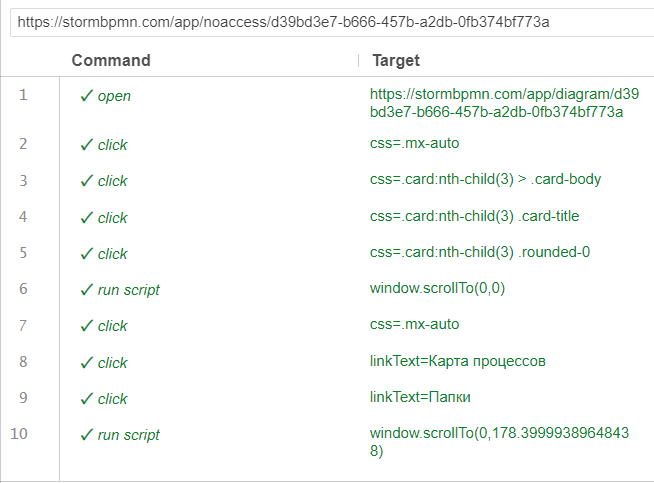 https://stormbpmn.com/app/noaccess/d39bd3e7-b666-457b-a2db-0fb374bf773a
Command Target
1 ✓ open https://stormbpmn.com/app/diagram/d39
bd3e7-b666-457b-a2db-0fb374bf773a
2 ✓ click css=.mx-auto
3 ✓ click css=.card:nth-child(3) > .card-body
4 ✓ click css=.card:nth-child(3) .card-title
5 ✓ click css=.card:nth-child(3) .rounded-0
6 ✓ run script window.scrollTo(0,0)
7 ✓ click css=.mx-auto
8 ✓ click linkText=Карта процессов
9 ✓ click linkText=Папки
10 ✓ run script window.scrollTo(0,178.3999938964843
8)